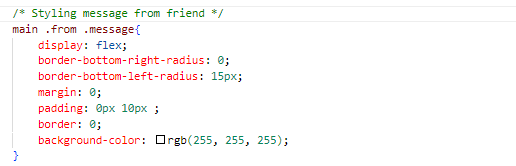 /* Styling message from friend */
main .from .message{
display: flex;
border-bottom-right-radius: 0;
border-bottom-left-radius: 15px;
margin: 0;
padding: 0px 10px ;
border: 0;
background-color: rgb(255, 255, 255);
}